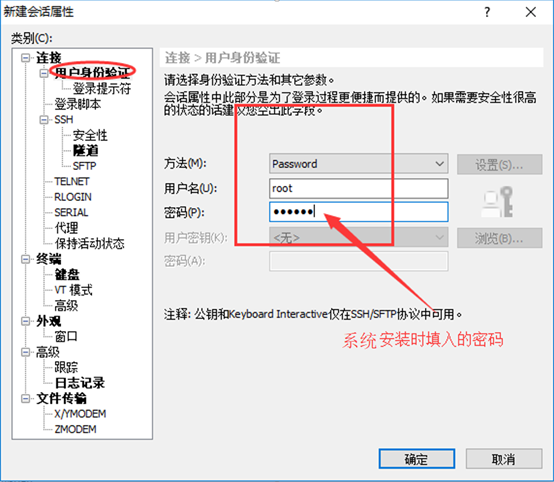 新建会话属性
?
类别(C):
连接
用户身份验证
登录提示符
登录脚本
SSH
安全性
隧道
SFTP
TELNET
RLOGIN
SERIAL
代理
保持活动状态
终端
键盘
VT 模式
高级
外观
窗口
高级
跟踪
日志记录
文件传输
X/YMODEM
ZMODEM
连接 > 用户身份验证
请选择身份验证方法和其它参数。
会话属性中此部分是为了登录过程更便捷而提供的。如果需要安全性很高
的状态的话建议您空出此字段。
方法(M):
Password
设置(S)...
用户名(U):
root
密码(P):
●●●●●●
用户密钥(K):
<无>
浏览(B)...
密码(A):
注释: 公钥和Keyboard Interactive仅在SSH/SFTP协议中可用。
系统安装时填入的密码
确定
取消